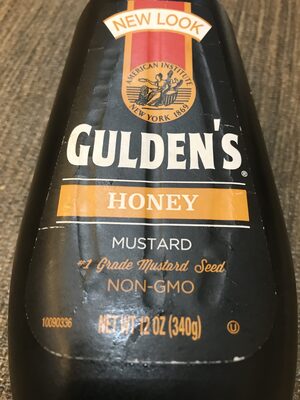 NEW LOOK
AMERICAN INSTITUTE
NEW YORK 1869
GULDEN'S®
HONEY
MUSTARD
#1 Grade Mustard Seed
NON-GMO
10090336
NET WT 12 OZ (340g)
U